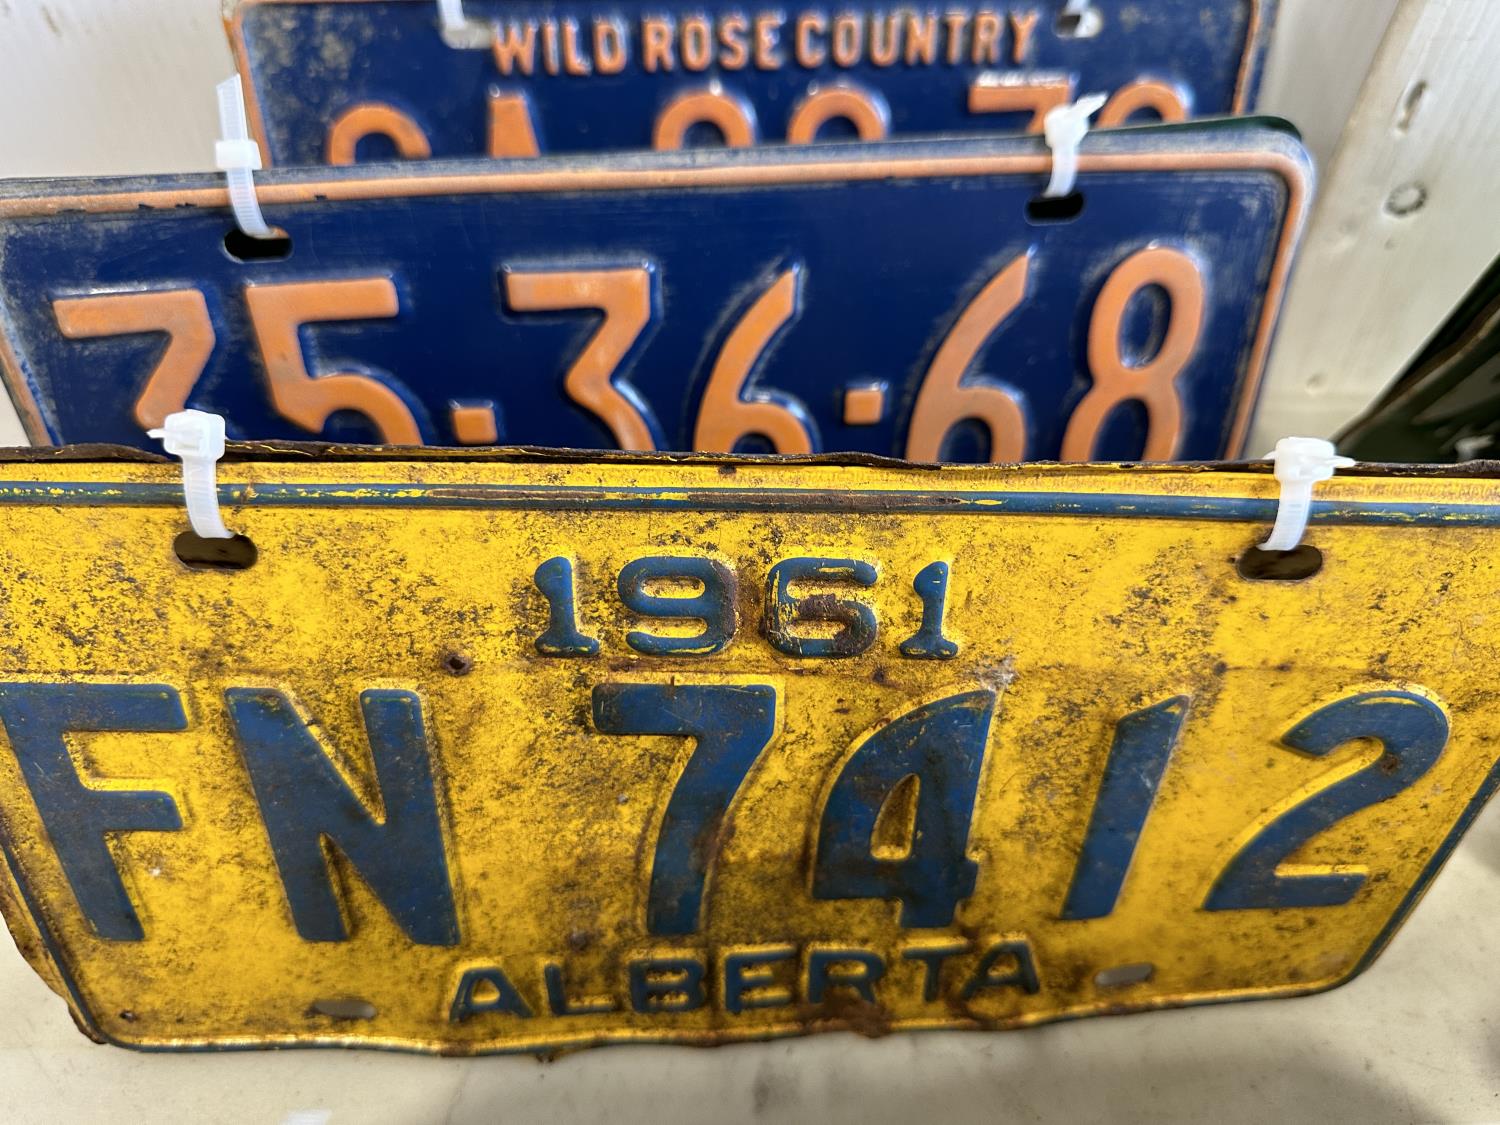 WILD ROSE COUNTRY
35-36-68
1961
FN 7412
ALBERTA